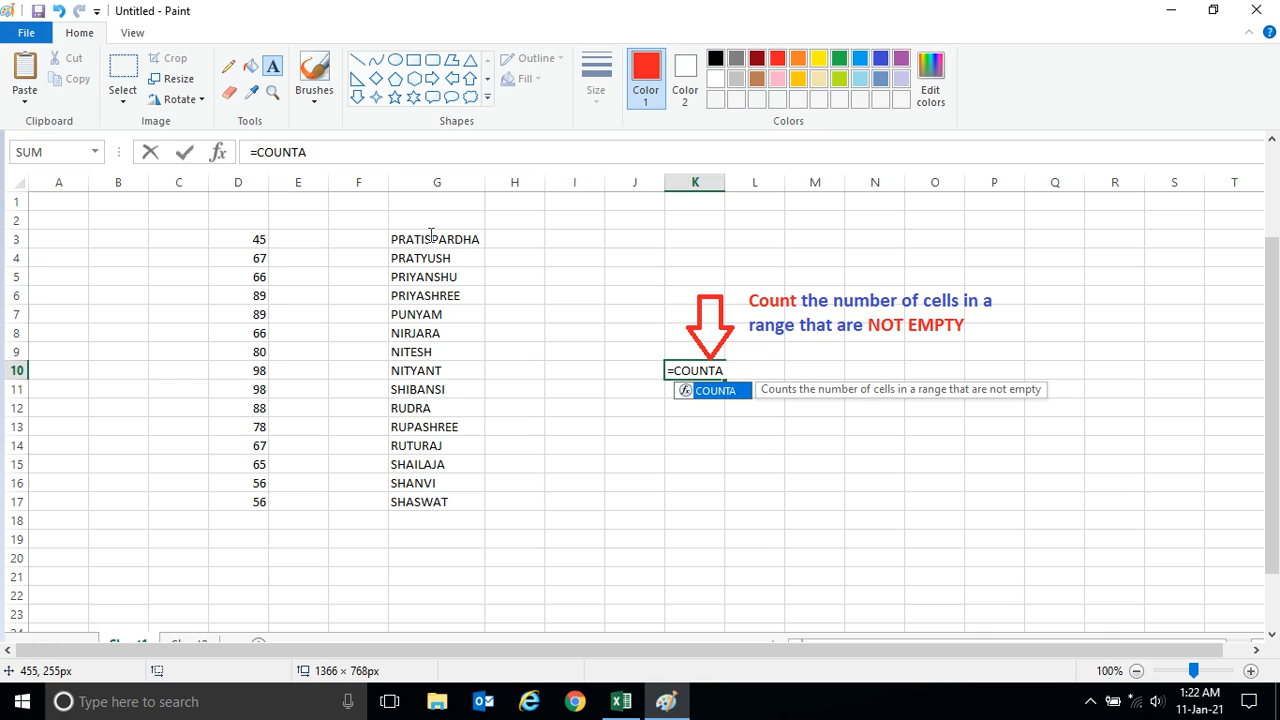 Untitled - Paint
File Home View
Paste Cut Copy Clipboard
Select Crop Resize Rotate Image
Tools
Brushes
Outline Fill Shapes
Size
Color 1 Color 2 Edit colors Colors
SUM =COUNTA
A B C D E F G H I J K L M N O P Q R S T
1
2
3 45 PRATISPARDHA
4 67 PRATYUSH
5 66 PRIYANSHU
6 89 PRIYASHREE
Count the number of cells in a
7 89 PUNYAM
range that are NOT EMPTY
8 66 NIRJARA
9 80 NITESH
10 98 NITYANT =COUNTA
11 98 SHIBANSI COUNTA Counts the number of cells in a range that are not empty
12 88 RUDRA
13 78 RUPASHREE
14 67 RUTURAJ
15 65 SHAILAJA
16 56 SHANVI
17 56 SHASWAT
18
19
20
21
22
23
455, 255px 1366 × 768px 100%
Type here to search 1:22 AM
11-Jan-21